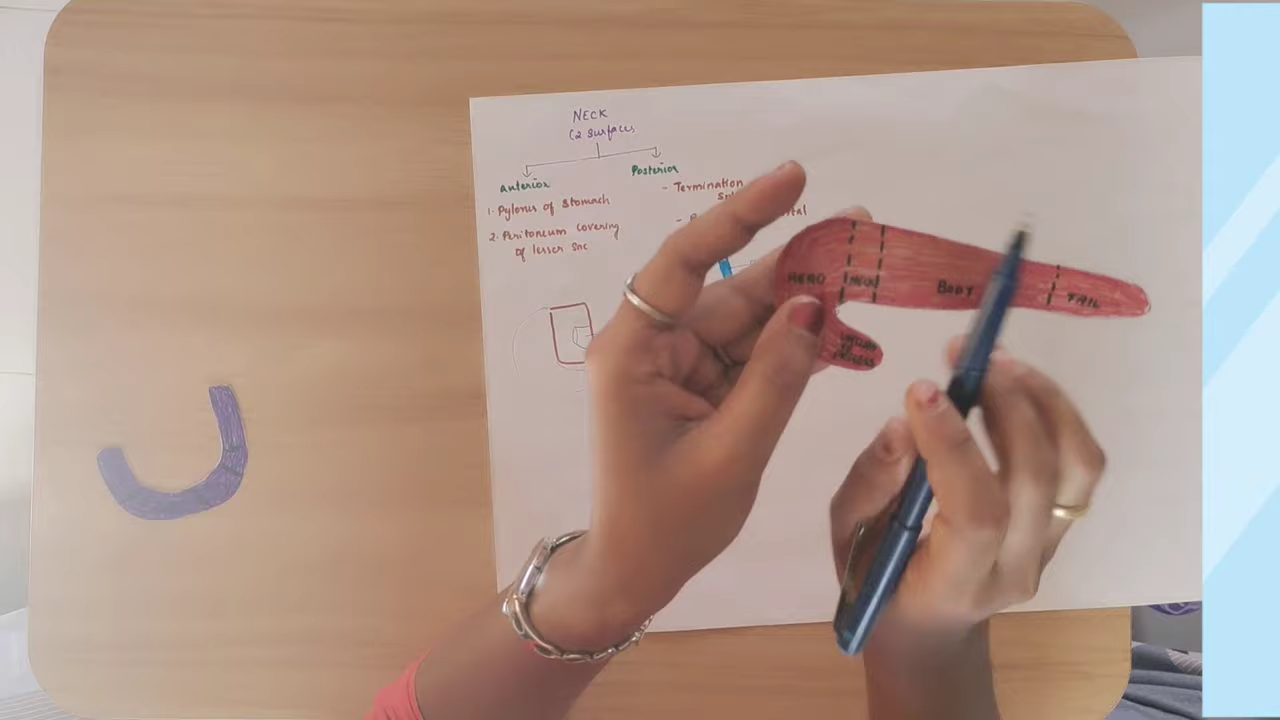 NECK
(2 surfaces
anterior
Posterior
1. Pylorus of stomach
2. Peritoneum covering
of lesser sac
- Termination
HEAD
NECK
BODY
TAIL
PROCESS